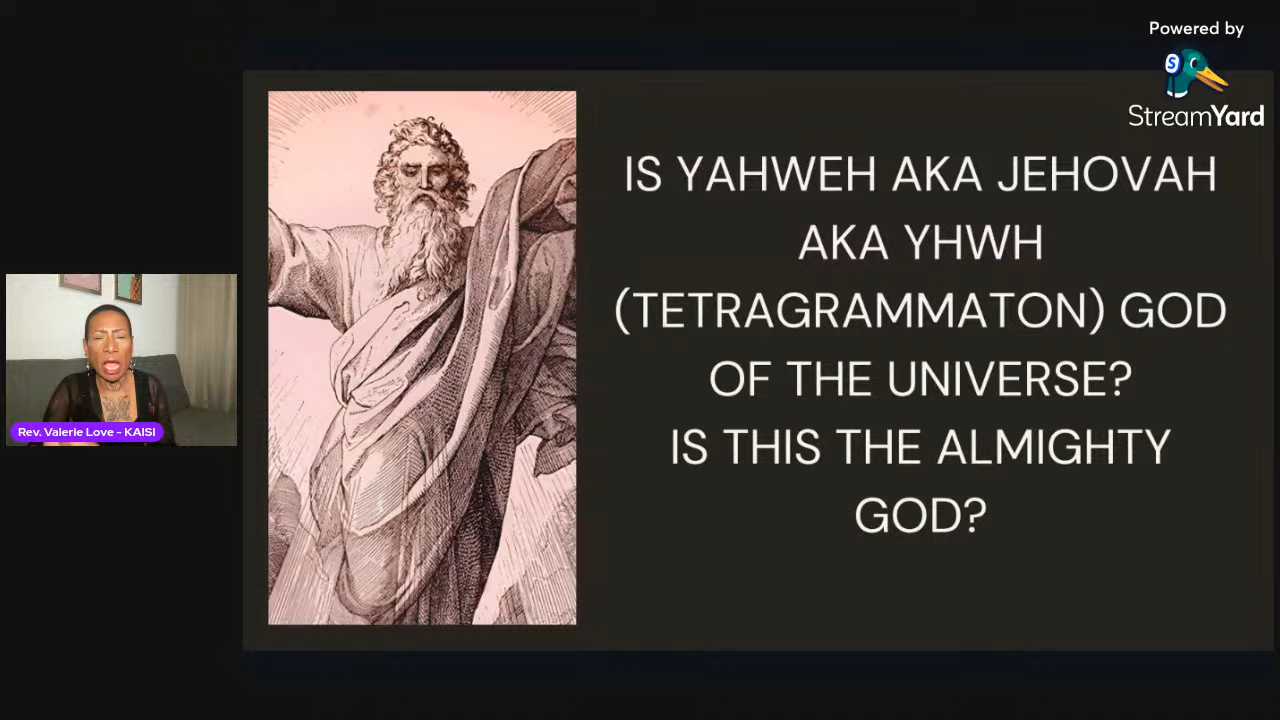 Powered by
StreamYard
IS YAHWEH AKA JEHOVAH
AKA YHWH
(TETRAGRAMMATON) GOD
OF THE UNIVERSE?
IS THIS THE ALMIGHTY
GOD?
Rev. Valerie Love - KAISI